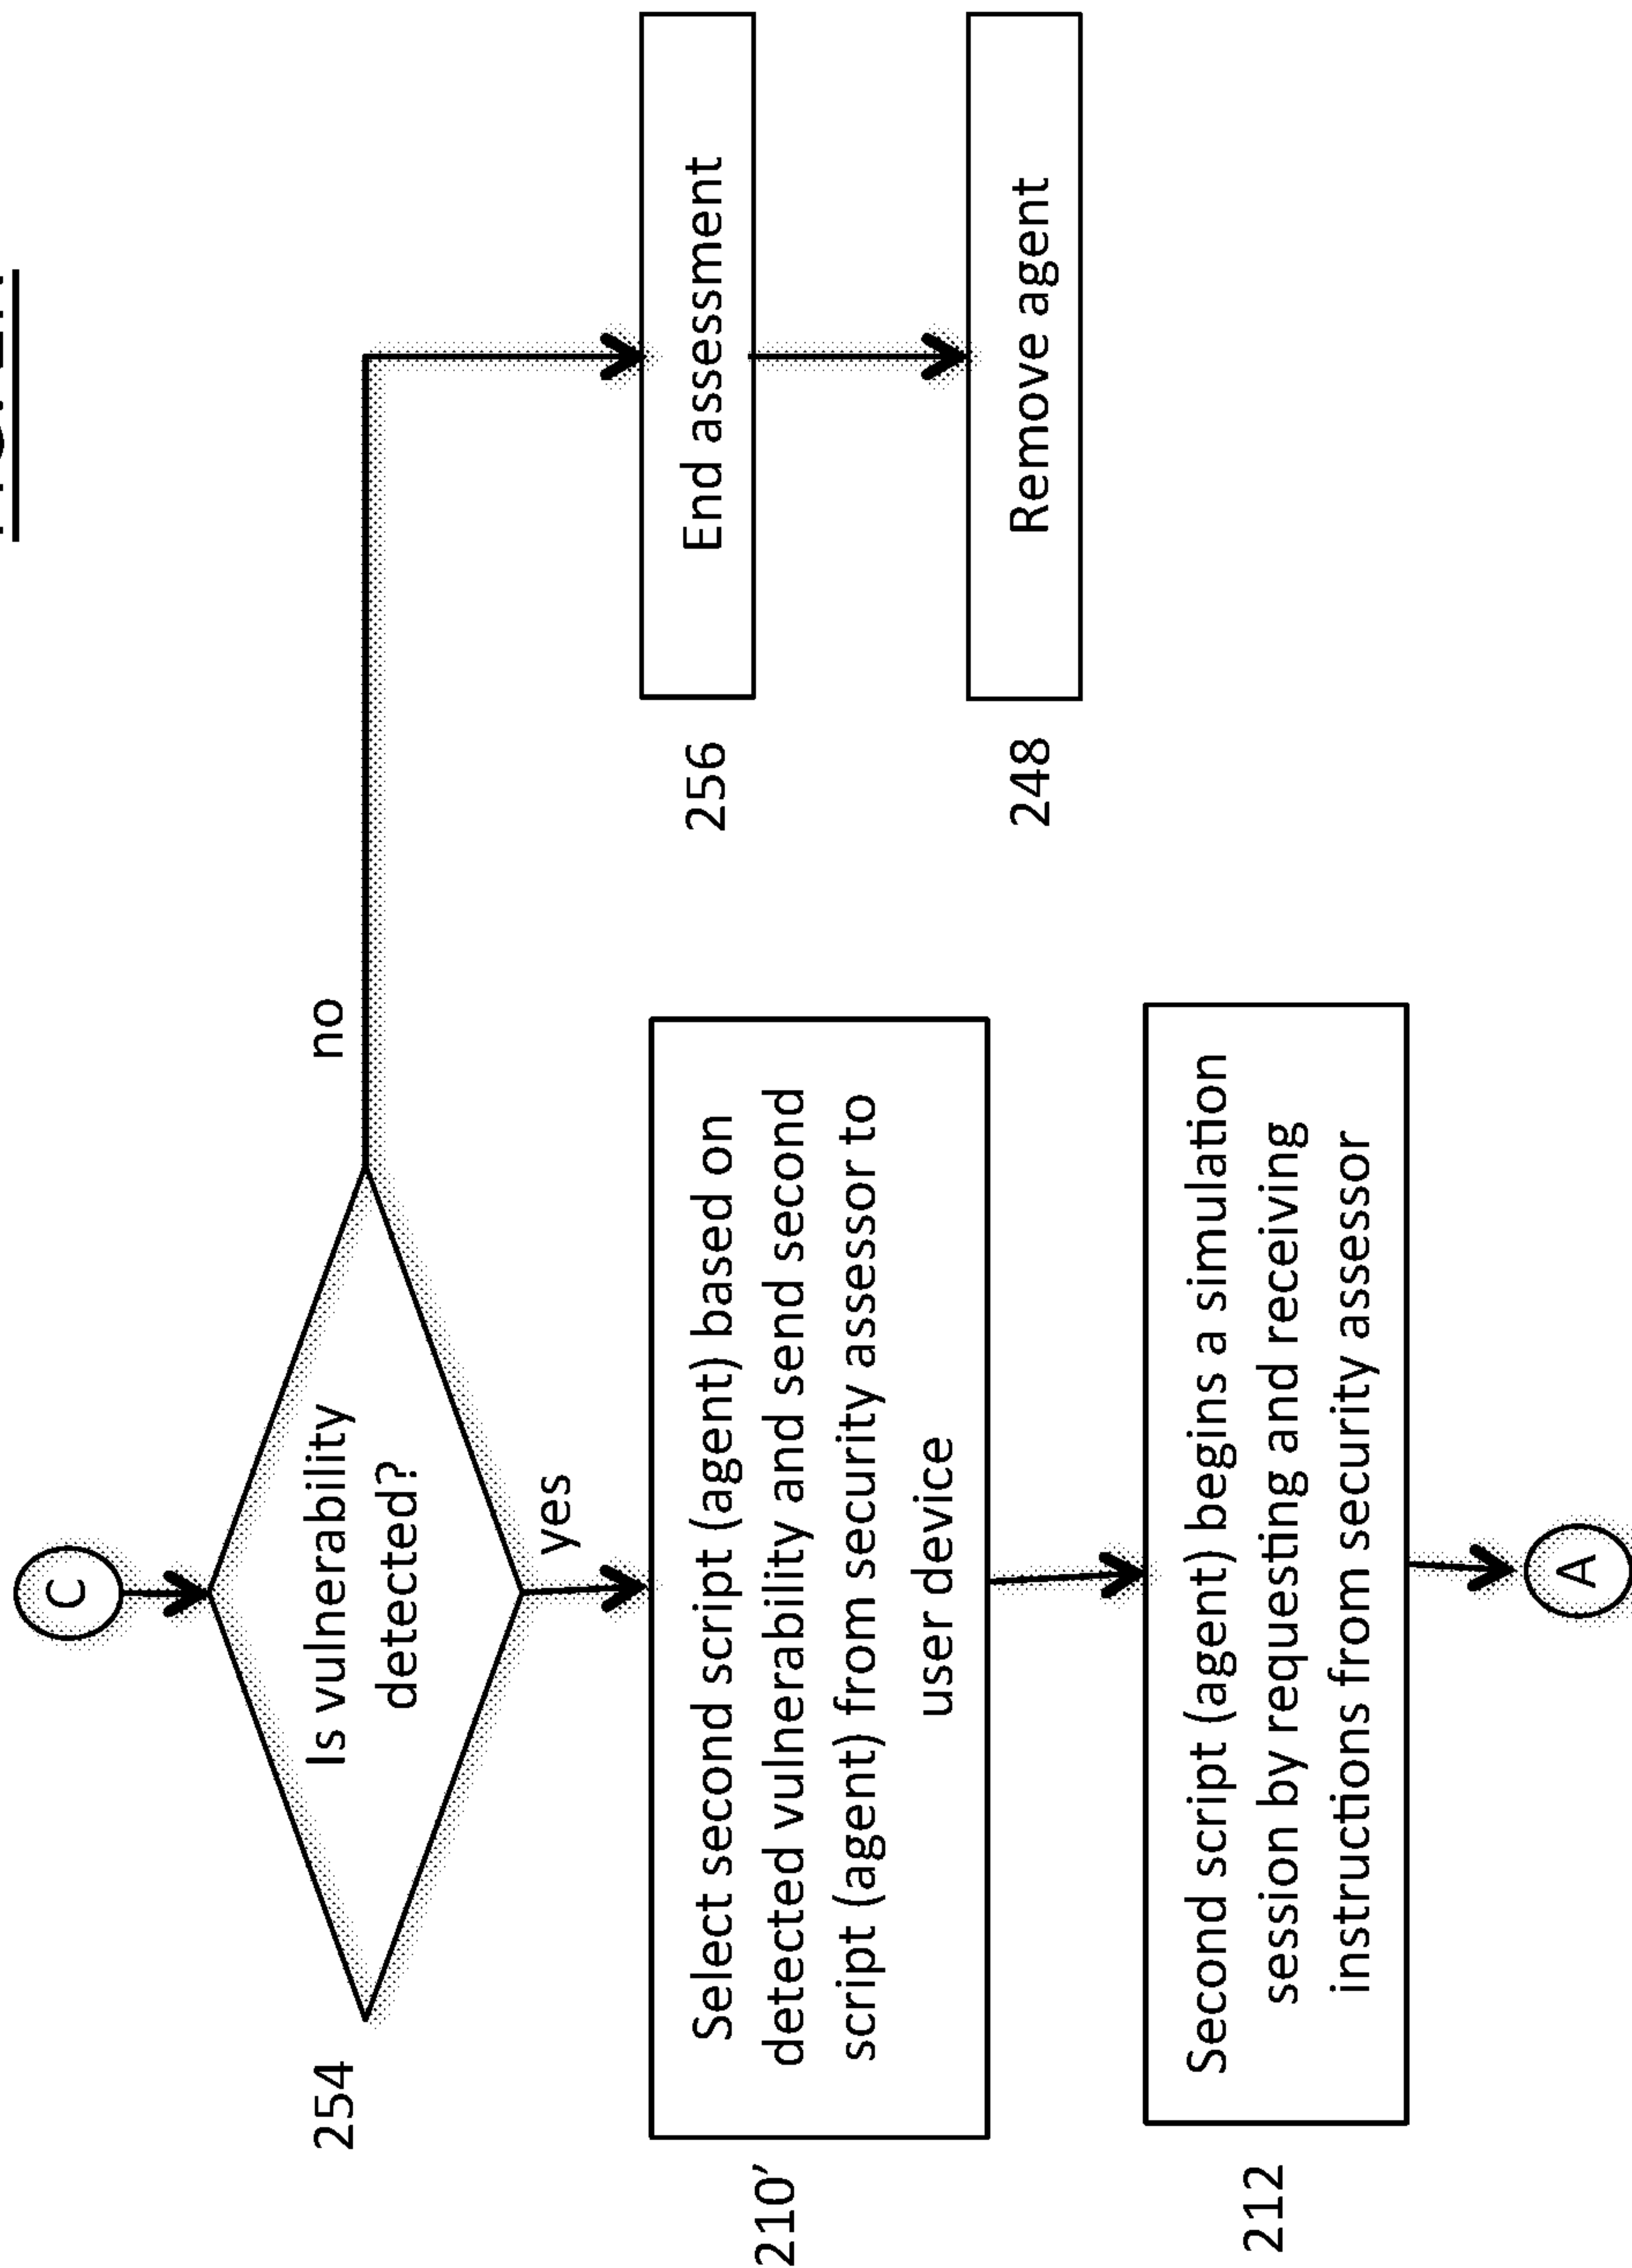 C
254
Is vulnerability
detected?
no
yes
210′
Select second script (agent) based on
detected vulnerability and send second
script (agent) from security assessor to
user device
212
Second script (agent) begins a simulation
session by requesting and receiving
instructions from security assessor
A
256
End assessment
248
Remove agent